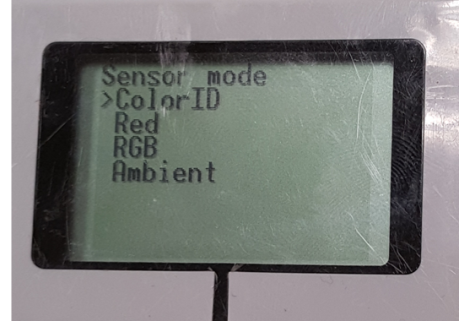 Sensor mode
>ColorID
Red
RGB
Ambient